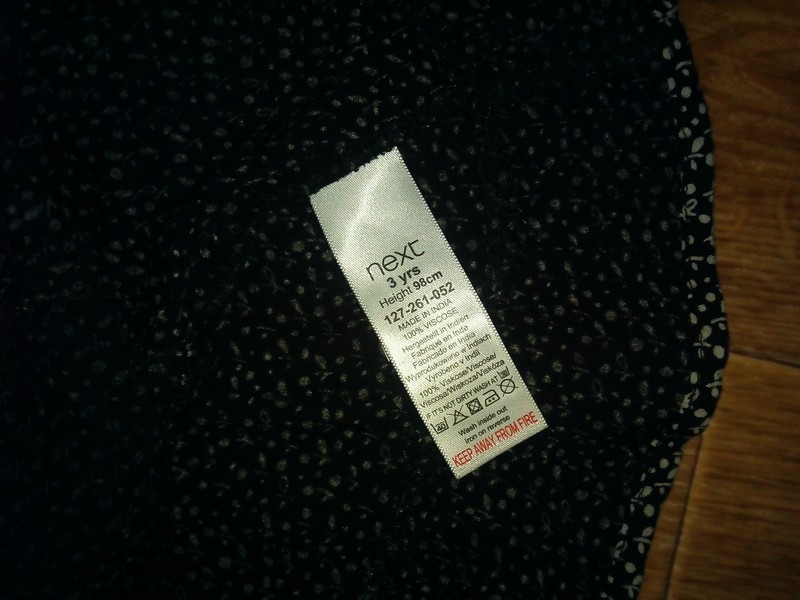 next
3 yrs
Height 98cm
127-261-052
MADE IN INDIA
100% VISCOSE
Hergestellt in Indien
Fabriqué en Inde
Fabricado en India
Wyprodukowano w Indiach
Vyrobeno v Indii
100% Viskose/Viscose/
Viscosa/Wiskoza/Viskóza
IF IT'S NOT DIRTY WASH AT
40
Wash inside out
iron on reverse
KEEP AWAY FROM FIRE